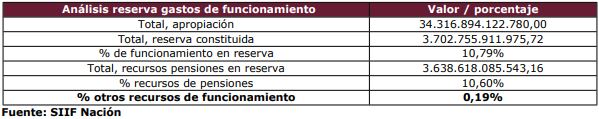 Análisis reserva gastos de funcionamiento Valor / porcentaje
Total, apropiación 34.316.894.122.780,00
Total, reserva constituida 3.702.755.911.975,72
% de funcionamiento en reserva 10,79%
Total, recursos pensiones en reserva 3.638.618.085.543,16
% recursos de pensiones 10,60%
% otros recursos de funcionamiento 0,19%
Fuente: SIIF Nación